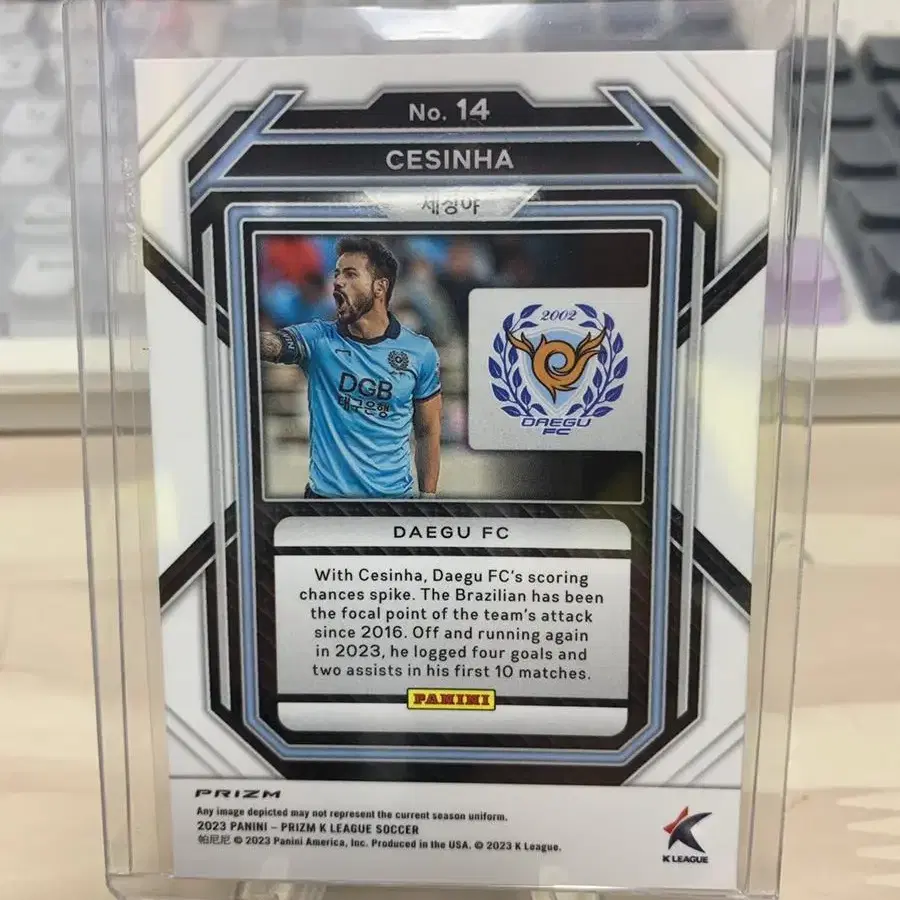 No. 14
CESINHA
세징야
2002
DAEGU
FC
DGB
대구은행
DAEGU FC
With Cesinha, Daegu FC's scoring
chances spike. The Brazilian has been
the focal point of the team's attack
since 2016. Off and running again
in 2023, he logged four goals and
two assists in his first 10 matches.
PANINI
PRIZM
Any image depicted may not represent the current season uniform.
2023 PANINI – PRIZM K LEAGUE SOCCER
帕尼尼 © 2023 Panini America, Inc. Produced in the USA. © 2023 K League.
K LEAGUE